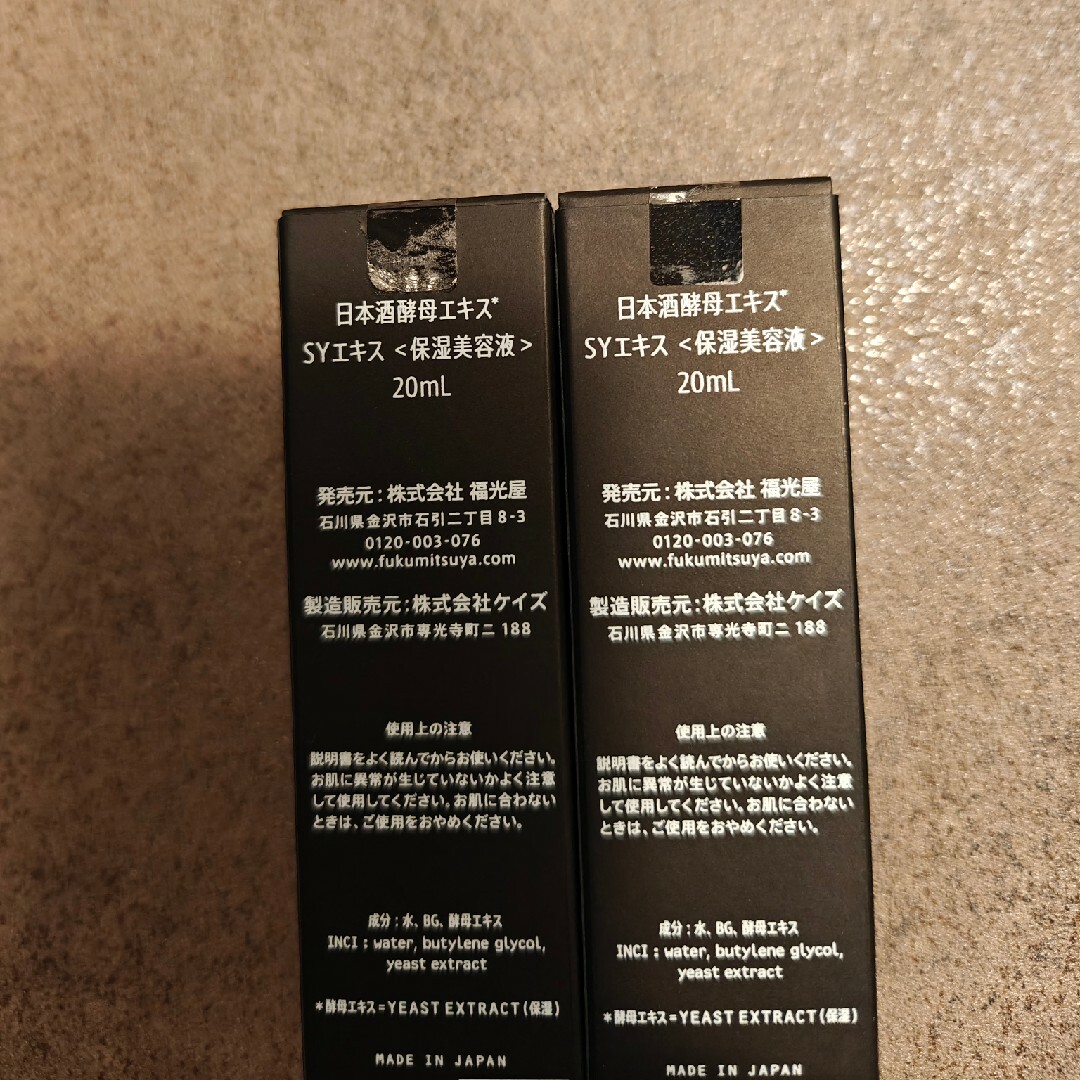 日本酒酵母エキス*
SYエキス <保湿美容液>
20mL
発売元:株式会社 福光屋
石川県金沢市石引二丁目8-3
0120-003-076
www.fukumitsuya.com
製造販売元:株式会社ケイズ
石川県金沢市専光寺町ニ188
使用上の注意
説明書をよく読んでからお使いください。
お肌に異常が生じていないかよく注意
して使用してください。お肌に合わない
ときは、ご使用をおやめください。
成分:水、BG、酵母エキス
INCI : water, butylene glycol,
yeast extract
*酵母エキス=YEAST EXTRACT(保湿)
MADE IN JAPAN
日本酒酵母エキス*
SYエキス <保湿美容液>
20mL
発売元:株式会社 福光屋
石川県金沢市石引二丁目8-3
0120-003-076
www.fukumitsuya.com
製造販売元:株式会社ケイズ
石川県金沢市専光寺町ニ188
使用上の注意
説明書をよく読んでからお使いください。
お肌に異常が生じていないかよく注意
して使用してください。お肌に合わない
ときは、ご使用をおやめください。
成分:水、BG、酵母エキス
INCI : water, butylene glycol,
yeast extract
*酵母エキス=YEAST EXTRACT(保湿)
MADE IN JAPAN